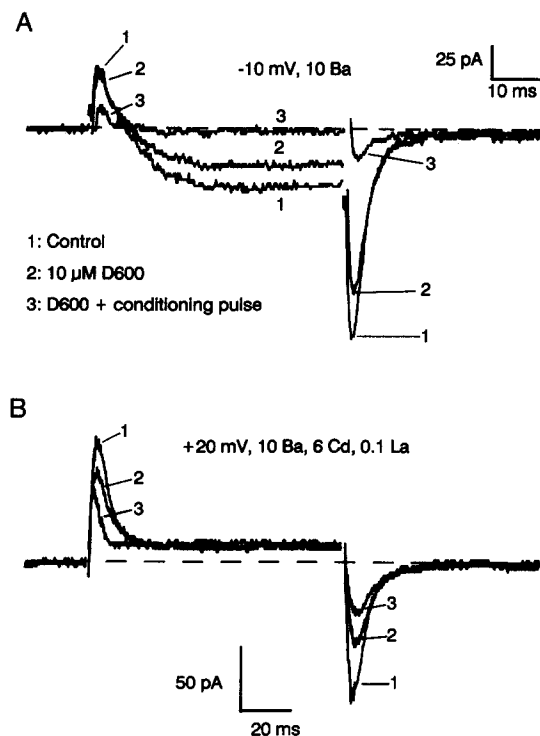 A
1
2
3
-10 mV, 10 Ba
25 pA
10 ms
3
2
1
3
1: Control
2: 10 µM D600
3: D600 + conditioning pulse
2
1
B
1
2
3
+20 mV, 10 Ba, 6 Cd, 0.1 La
3
2
1
50 pA
20 ms